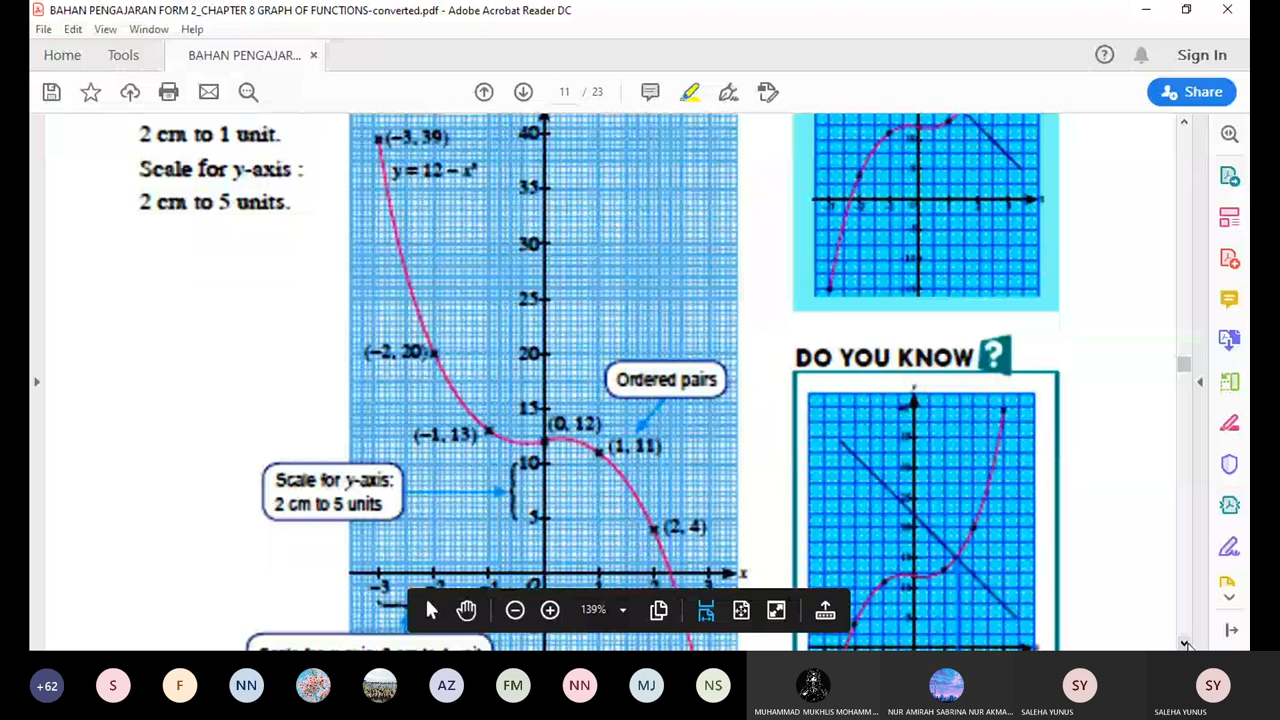 BAHAN PENGAJARAN FORM 2_CHAPTER 8 GRAPH OF FUNCTIONS-converted.pdf - Adobe Acrobat Reader DC
File Edit View Window Help
Home Tools BAHAN PENGAJAR... × Sign In
11 / 23 Share
2 cm to 1 unit.
Scale for y-axis :
2 cm to 5 units.
40
(−3, 39)
y = 12 − x³
35
30
25
20
(−2, 20)
Ordered pairs
15
(0, 12)
(−1, 13)
(1, 11)
10
Scale for y-axis:
2 cm to 5 units
5
(2, 4)
x
−3
DO YOU KNOW ?
139%
+62 S F NN AZ FM NN MJ NS SY SY
MUHAMMAD MUKHLIS MOHAMM... NUR AMIRAH SABRINA NUR AKMA... SALEHA YUNUS SALEHA YUNUS